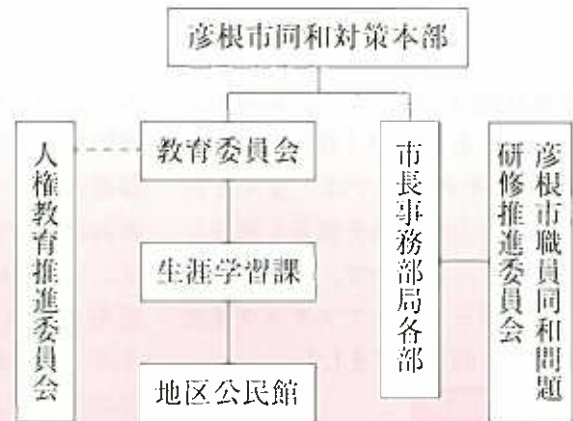 彦根市同和対策本部
人権教育推進委員会
教育委員会
生涯学習課
地区公民館
市長事務部局各部
彦根市職員同和問題
研修推進委員会